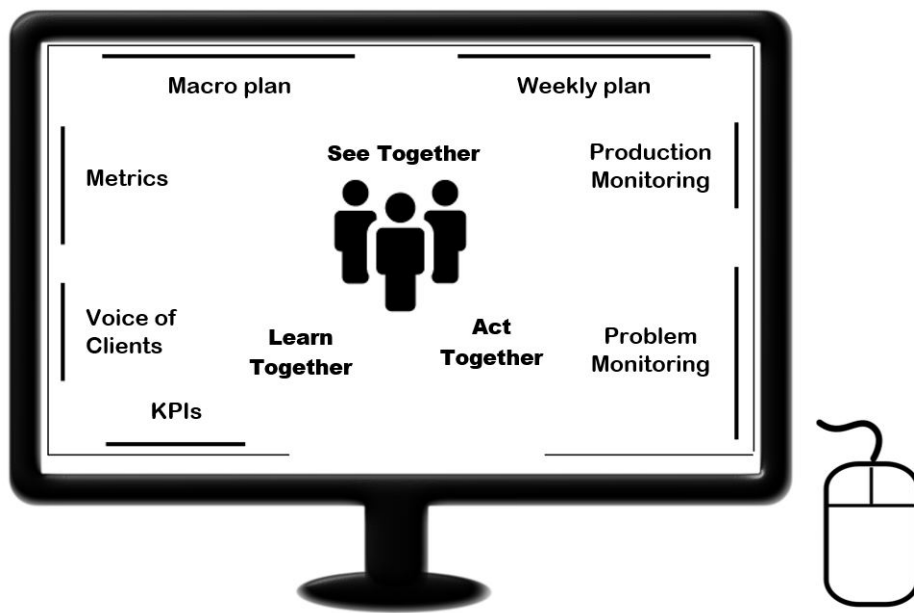 Macro plan
Weekly plan
See Together
Production
Monitoring
Metrics
Voice of
Clients
Learn
Together
Act
Together
Problem
Monitoring
KPIs